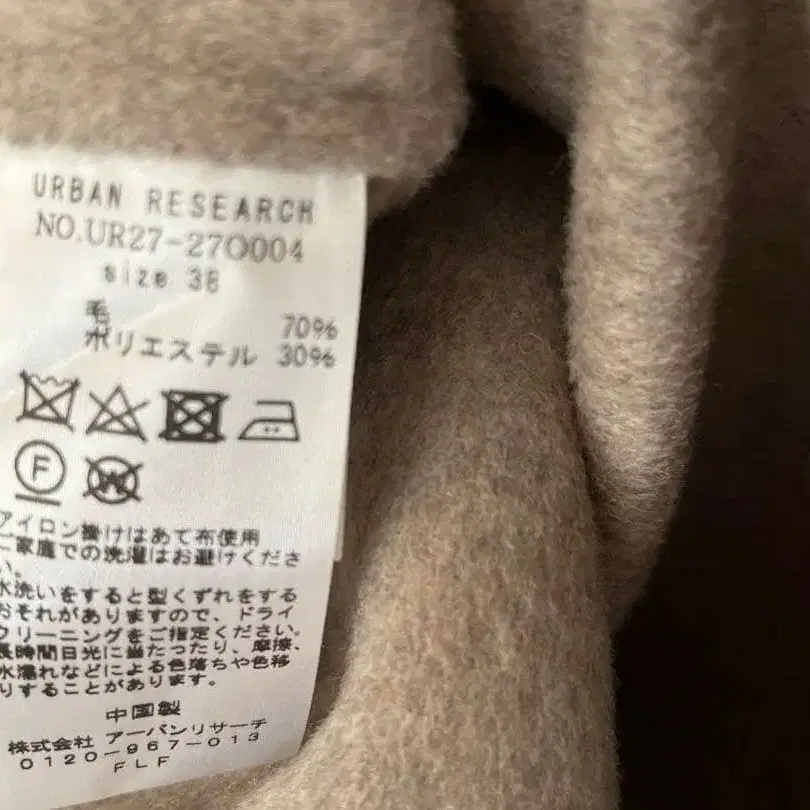 URBAN RESEARCH
NO.UR27-27O004
size 38
毛 70%
ポリエステル 30%
F
W
アイロン掛けはあて布使用
ご家庭での洗濯はお避けくださ
い。
水洗いをすると型くずれをする
おそれがありますので、ドライ
クリーニングをご指定ください。
長時間日光に当たったり、摩擦、
水濡れなどによる色落ちや色移
りすることがあります。
中国製
株式会社 アーバンリサーチ
0120-967-013
FLF